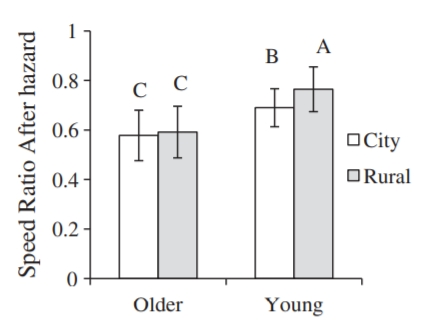 Speed Ratio After hazard
1
0.8
0.6
0.4
0.2
0
C C B A
City
Rural
Older Young